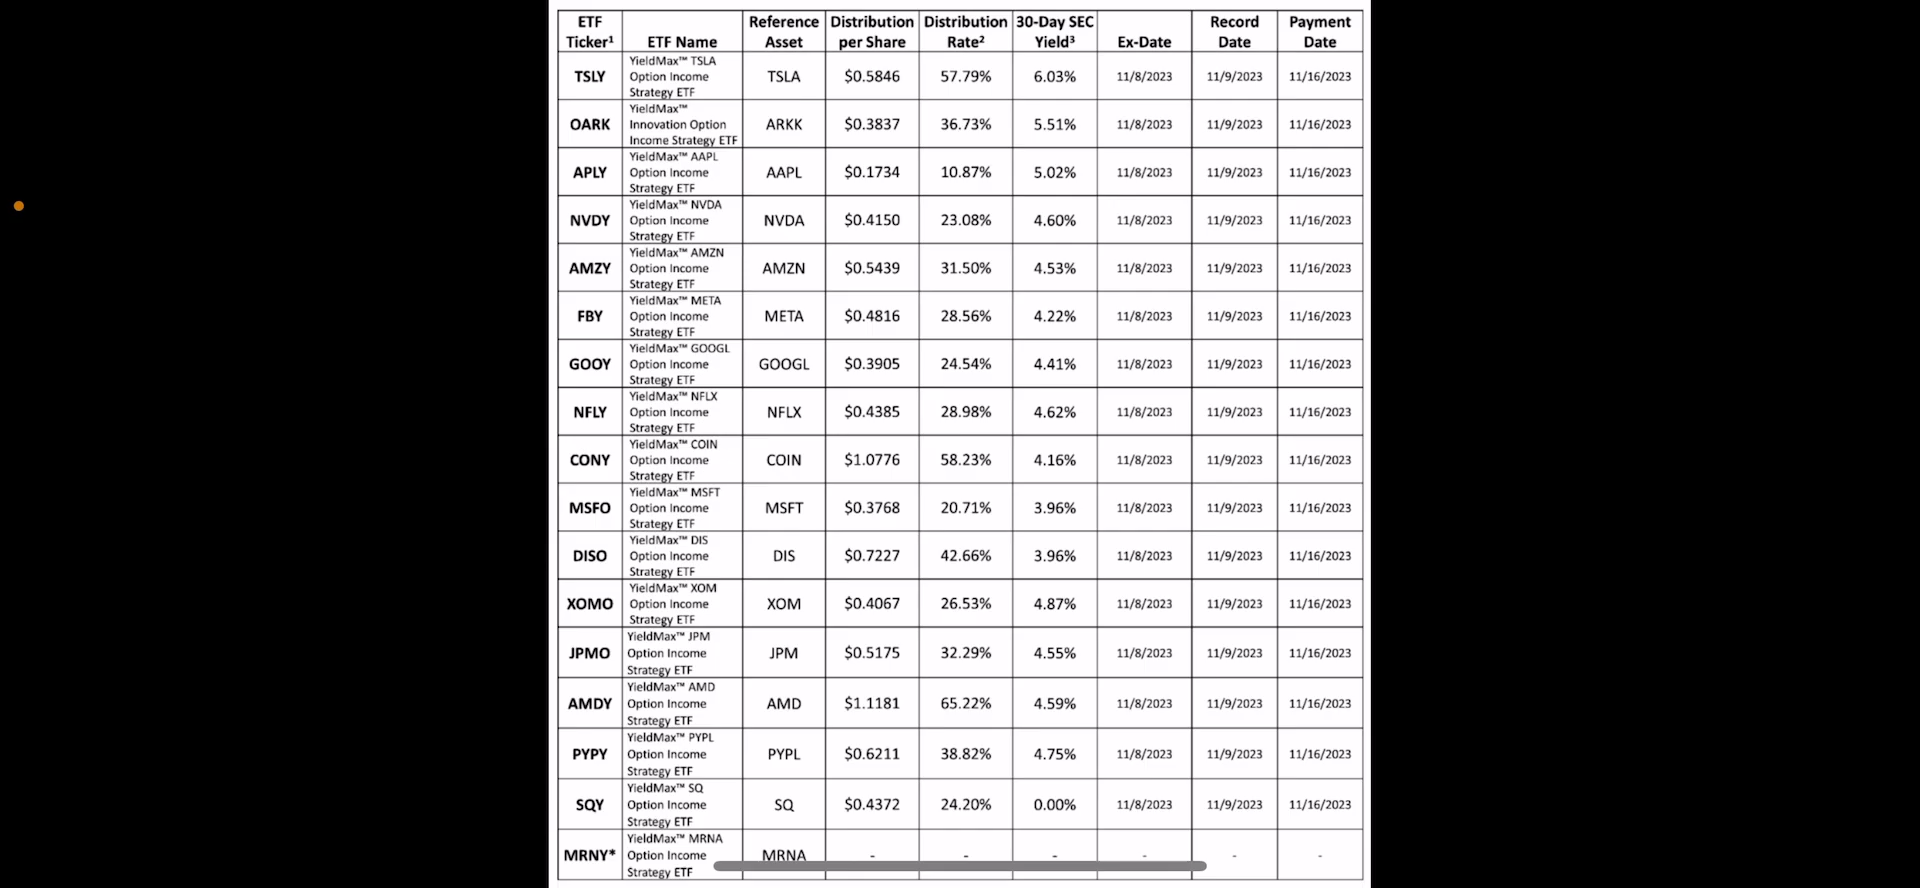 ETF Ticker¹ ETF Name Reference Asset Distribution per Share Distribution Rate² 30-Day SEC Yield³ Ex-Date Record Date Payment Date
TSLY YieldMax™ TSLA Option Income Strategy ETF TSLA $0.5846 57.79% 6.03% 11/8/2023 11/9/2023 11/16/2023
OARK YieldMax™ Innovation Option Income Strategy ETF ARKK $0.3837 36.73% 5.51% 11/8/2023 11/9/2023 11/16/2023
APLY YieldMax™ AAPL Option Income Strategy ETF AAPL $0.1734 10.87% 5.02% 11/8/2023 11/9/2023 11/16/2023
NVDY YieldMax™ NVDA Option Income Strategy ETF NVDA $0.4150 23.08% 4.60% 11/8/2023 11/9/2023 11/16/2023
AMZY YieldMax™ AMZN Option Income Strategy ETF AMZN $0.5439 31.50% 4.53% 11/8/2023 11/9/2023 11/16/2023
FBY YieldMax™ META Option Income Strategy ETF META $0.4816 28.56% 4.22% 11/8/2023 11/9/2023 11/16/2023
GOOY YieldMax™ GOOGL Option Income Strategy ETF GOOGL $0.3905 24.54% 4.41% 11/8/2023 11/9/2023 11/16/2023
NFLY YieldMax™ NFLX Option Income Strategy ETF NFLX $0.4385 28.98% 4.62% 11/8/2023 11/9/2023 11/16/2023
CONY YieldMax™ COIN Option Income Strategy ETF COIN $1.0776 58.23% 4.16% 11/8/2023 11/9/2023 11/16/2023
MSFO YieldMax™ MSFT Option Income Strategy ETF MSFT $0.3768 20.71% 3.96% 11/8/2023 11/9/2023 11/16/2023
DISO YieldMax™ DIS Option Income Strategy ETF DIS $0.7227 42.66% 3.96% 11/8/2023 11/9/2023 11/16/2023
XOMO YieldMax™ XOM Option Income Strategy ETF XOM $0.4067 26.53% 4.87% 11/8/2023 11/9/2023 11/16/2023
JPMO YieldMax™ JPM Option Income Strategy ETF JPM $0.5175 32.29% 4.55% 11/8/2023 11/9/2023 11/16/2023
AMDY YieldMax™ AMD Option Income Strategy ETF AMD $1.1181 65.22% 4.59% 11/8/2023 11/9/2023 11/16/2023
PYPY YieldMax™ PYPL Option Income Strategy ETF PYPL $0.6211 38.82% 4.75% 11/8/2023 11/9/2023 11/16/2023
SQY YieldMax™ SQ Option Income Strategy ETF SQ $0.4372 24.20% 0.00% 11/8/2023 11/9/2023 11/16/2023
MRNY* YieldMax™ MRNA Option Income Strategy ETF MRNA - - - - - -